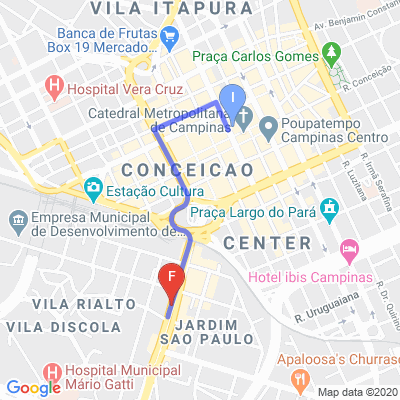 VILA ITAPURA
Av. Benjamin Constant
Banca de Frutas
Box 19 Mercado...
Praça Carlos Gomes
R. Conceição
Hospital Vera Cruz
I
Catedral Metropolitana
de Campinas
Poupatempo
Campinas Centro
R. Irmã Serafina
R. Luzitana
CONCEICAO
Estação Cultura
Praça Largo do Pará
Empresa Municipal
de Desenvolvimento de...
CENTER
Hotel ibis Campinas
F
VILA RIALTO
R. Uruguaiana
R. Dr. Quirino
VILA DISCOLA
JARDIM
SAO PAULO
Apaloosa's Churrasc
Hospital Municipal
Mário Gatti
Google
Map data ©2020